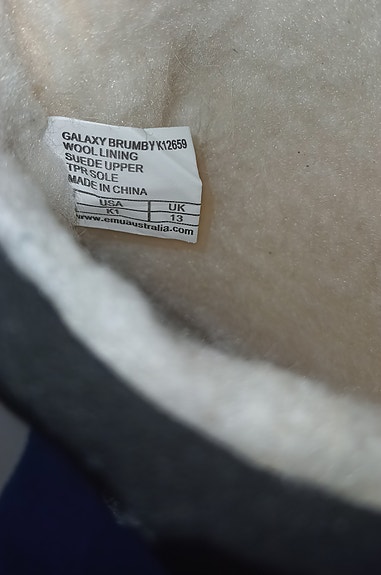 GALAXY BRUMBY K12659
WOOL LINING
SUEDE UPPER
TPR SOLE
MADE IN CHINA
USA UK
K1 13
www.emuaustralia.com